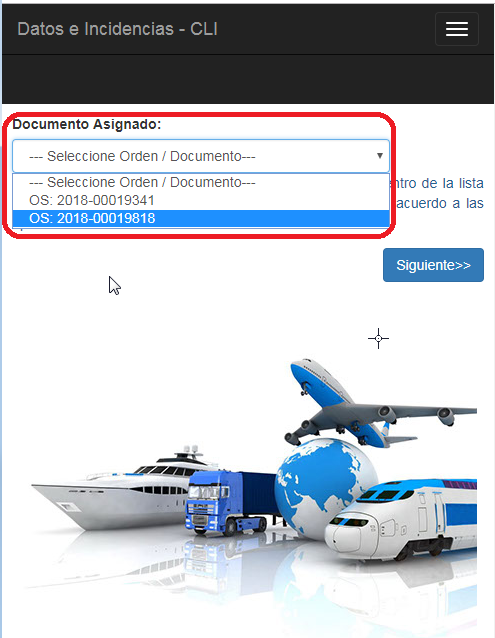 Datos e Incidencias - CLI
Documento Asignado:
--- Seleccione Orden / Documento---
--- Seleccione Orden / Documento---
OS: 2018-00019341
ntro de la lista
OS: 2018-00019818
acuerdo a las
Siguiente>>